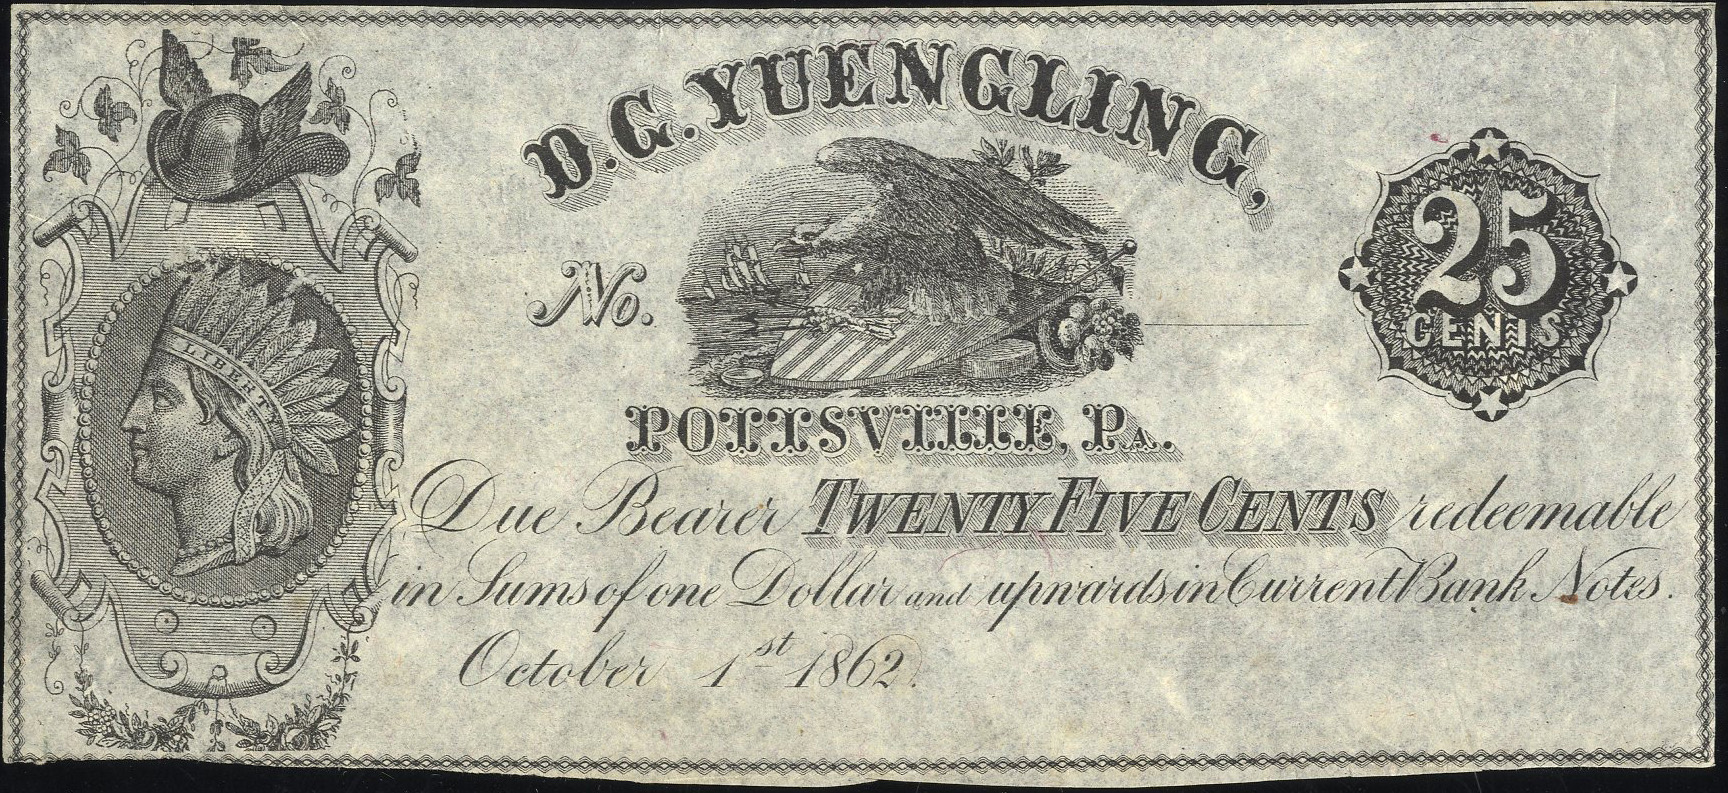 D. G. YUENGLING,
No.
25
CENTS
LIBERTY
POTTSVILLE, PA.
Due Bearer TWENTY FIVE CENTS redeemable
in Sums of one Dollar and upwards in Current Bank Notes.
October 1st 1862.